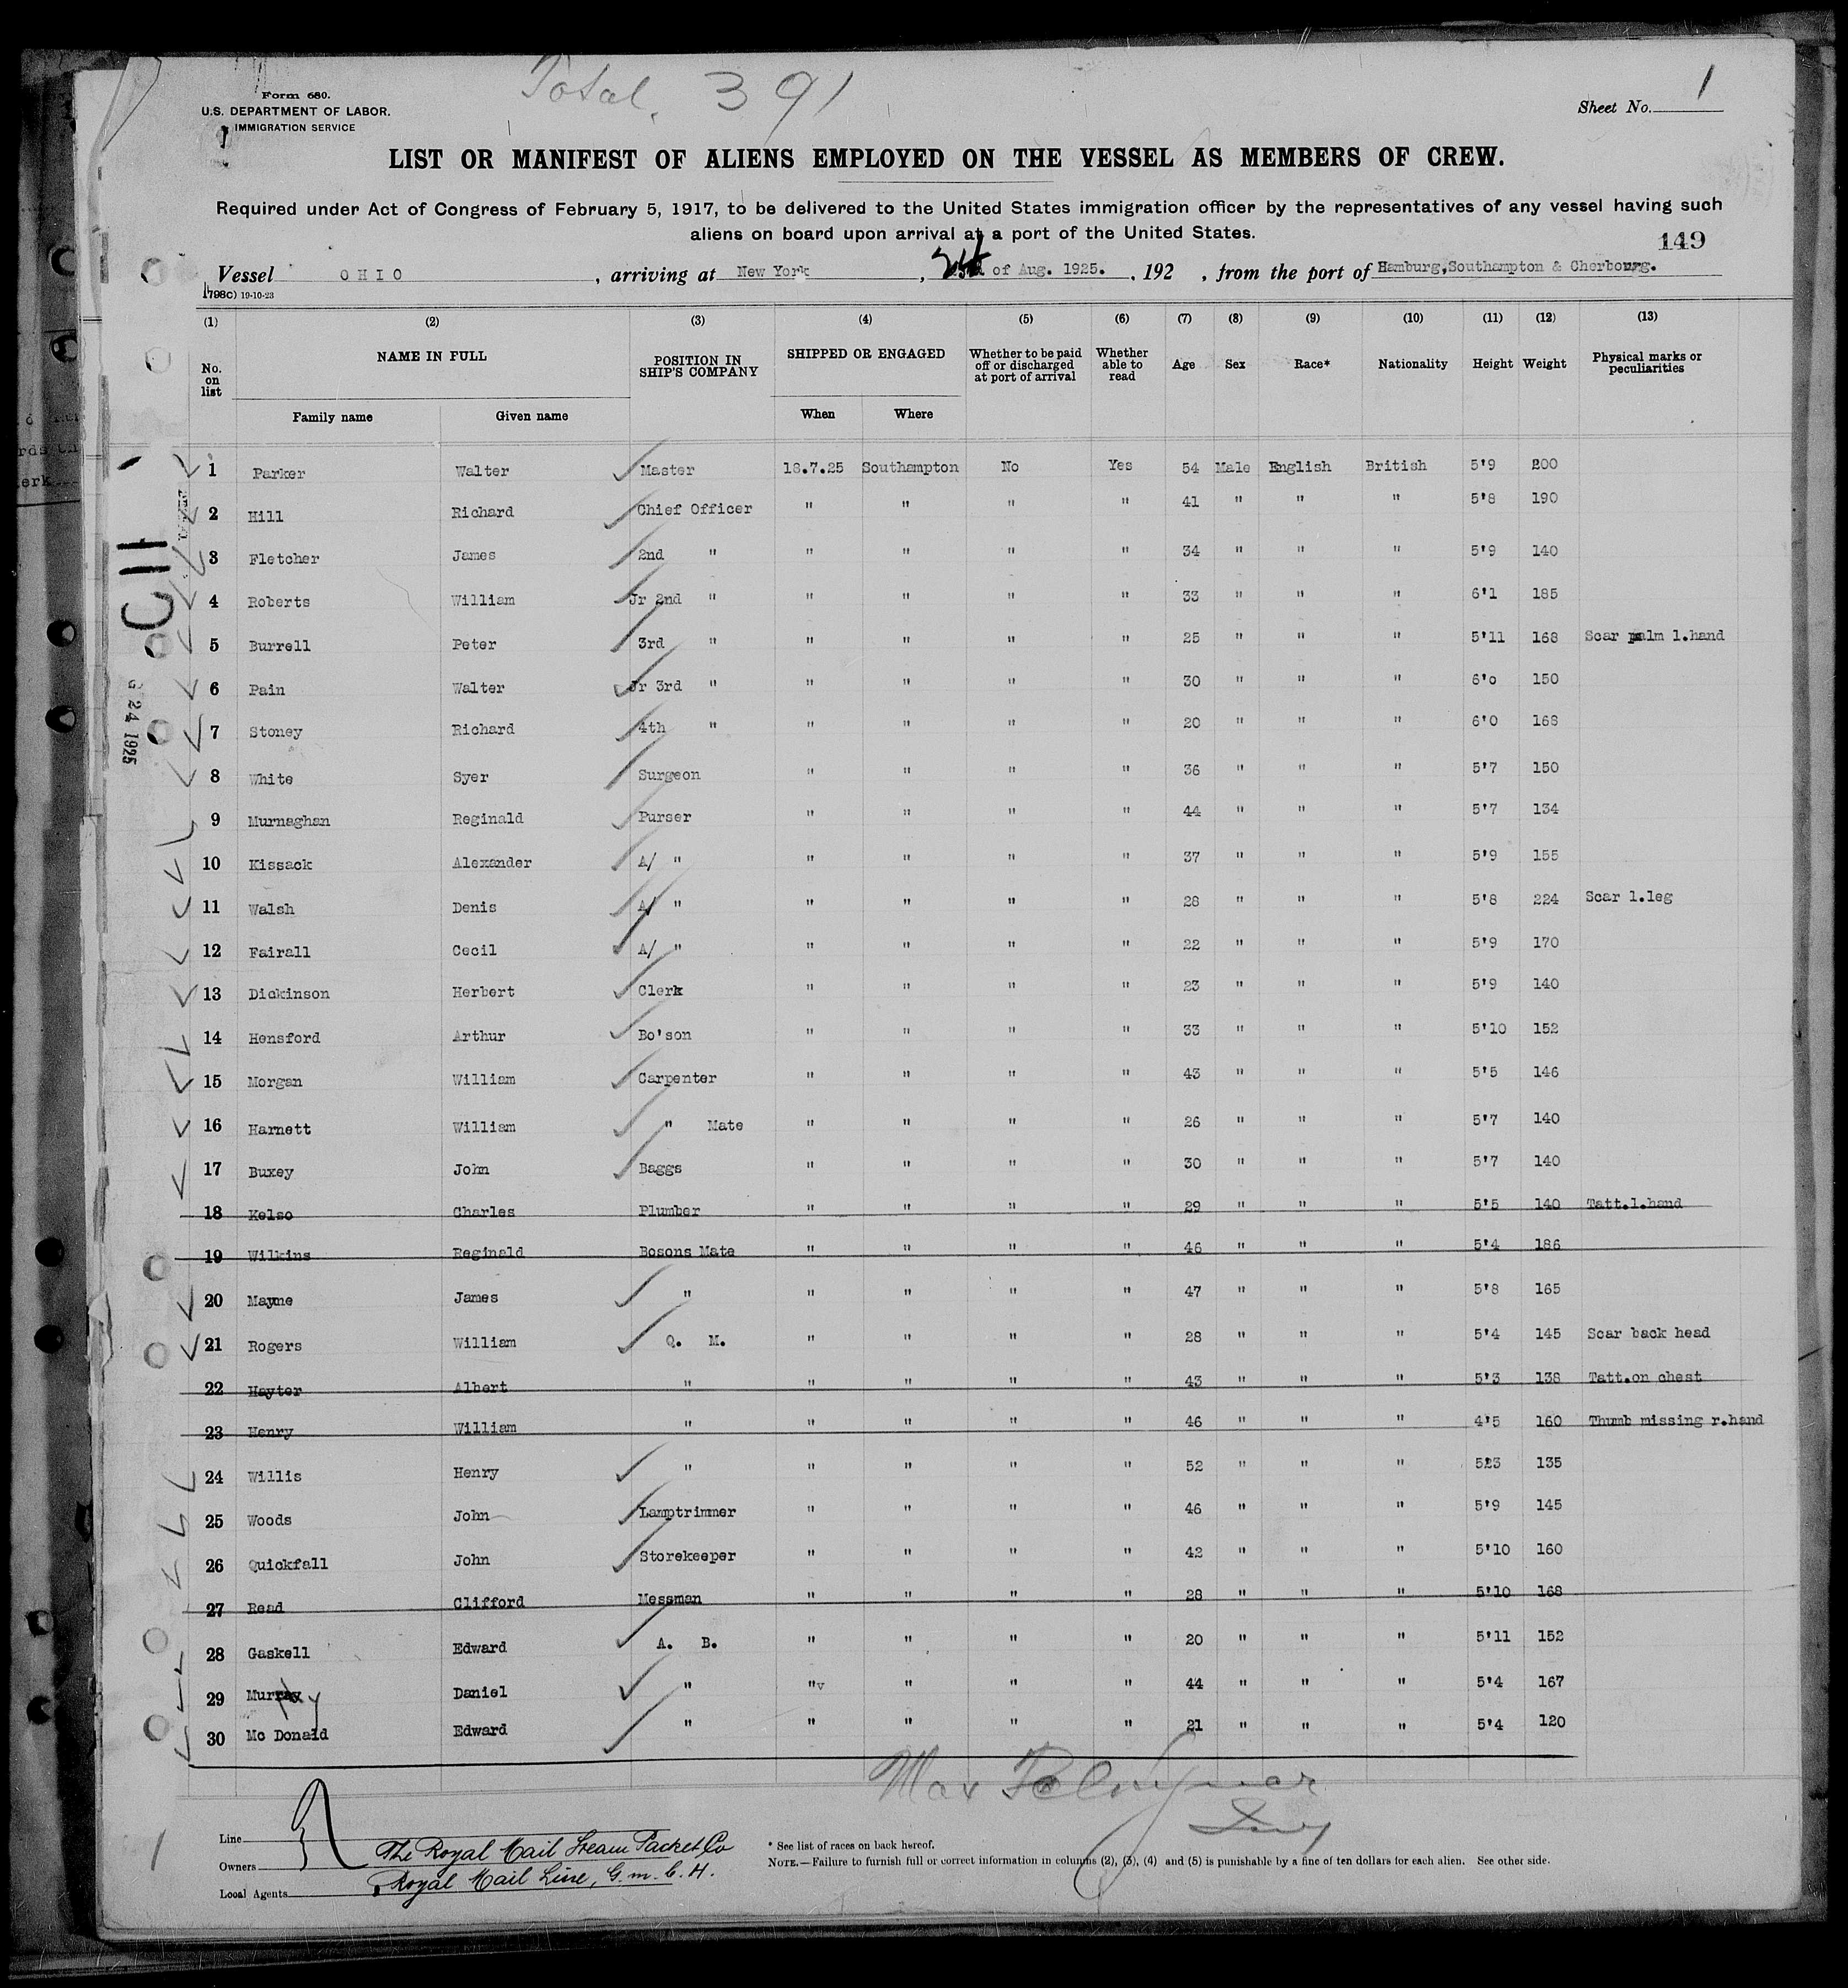 Total. 391
Form 680.
U.S. DEPARTMENT OF LABOR.
IMMIGRATION SERVICE
Sheet No. 1
LIST OR MANIFEST OF ALIENS EMPLOYED ON THE VESSEL AS MEMBERS OF CREW.
Required under Act of Congress of February 5, 1917, to be delivered to the United States immigration officer by the representatives of any vessel having such
aliens on board upon arrival at a port of the United States.
149
Vessel OHIO, arriving at New York, 24 of Aug. 1925., 192 , from the port of Hamburg,Southampton & Cherbourg.
1798c) 19-10-23
(1) (2) (3) (4) (5) (6) (7) (8) (9) (10) (11) (12) (13)
No. on list NAME IN FULL POSITION IN SHIP'S COMPANY SHIPPED OR ENGAGED Whether to be paid off or discharged at port of arrival Whether able to read Age Sex Race* Nationality Height Weight Physical marks or peculiarities
Family name Given name When Where
1 Parker Walter Master 18.7.25 Southampton No Yes 54 Male English British 5'9 200
2 Hill Richard Chief Officer " " " " 41 " " " 5'8 190
3 Fletcher James 2nd " " " " " 34 " " " 5'9 140
4 Roberts William Jr 2nd " " " " " 33 " " " 6'1 185
5 Burrell Peter 3rd " " " " " 25 " " " 5'11 168 Scar palm l.hand
6 Pain Walter Jr 3rd " " " " " 30 " " " 6'o 150
7 Stoney Richard 4th " " " " " 20 " " " 6'0 168
8 White Syer Surgeon " " " " 36 " " " 5'7 150
9 Murnaghan Reginald Purser " " " " 44 " " " 5'7 134
10 Kissack Alexander A/ " " " " " 37 " " " 5'9 155
11 Walsh Denis A/ " " " " " 28 " " " 5'8 224 Scar l.leg
12 Fairall Cecil A/ " " " " " 22 " " " 5'9 170
13 Dickinson Herbert Clerk " " " " 23 " " " 5'9 140
14 Hensford Arthur Bo'son " " " " 33 " " " 5'10 152
15 Morgan William Carpenter " " " " 43 " " " 5'5 146
16 Harnett William " Mate " " " " 26 " " " 5'7 140
17 Buxey John Baggs " " " " 30 " " " 5'7 140
18 Kelso Charles Plumber " " " " 29 " " " 5'5 140 Tatt.l.hand
19 Wilkins Reginald Bosons Mate " " " " 46 " " " 5'4 186
20 Mayne James " " " " " 47 " " " 5'8 165
21 Rogers William Q. M. " " " " 28 " " " 5'4 145 Scar back head
22 Hayter Albert " " " " " 43 " " " 5'3 138 Tatt.on chest
23 Henry William " " " " " 46 " " " 4'5 160 Thumb missing r.hand
24 Willis Henry " " " " " 52 " " " 523 135
25 Woods John Lamptrimmer " " " " 46 " " " 5'9 145
26 Quickfall John Storekeeper " " " " 42 " " " 5'10 160
27 Read Clifford Messman " " " " 28 " " " 5'10 168
28 Gaskell Edward A. B. " " " " 20 " " " 5'11 152
29 Murray Daniel " "v " " " 44 " " " 5'4 167
30 Mc Donald Edward " " " " " 21 " " " 5'4 120
G 24 1925
Max
Line
Owners The Royal Mail Steam Packet Co
Local Agents Royal Mail Line, G.m.b.H.
* See list of races on back hereof.
NOTE.—Failure to furnish full or correct information in columns (2), (3), (4) and (5) is punishable by a fine of ten dollars for each alien. See other side.